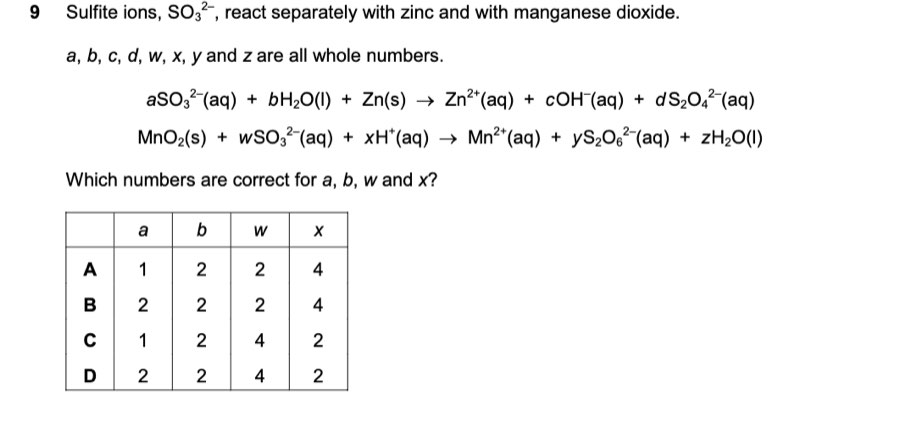 9 Sulfite ions, SO₃²⁻, react separately with zinc and with manganese dioxide.
a, b, c, d, w, x, y and z are all whole numbers.
aSO₃²⁻(aq) + bH₂O(l) + Zn(s) → Zn²⁺(aq) + cOH⁻(aq) + dS₂O₄²⁻(aq)
MnO₂(s) + wSO₃²⁻(aq) + xH⁺(aq) → Mn²⁺(aq) + yS₂O₆²⁻(aq) + zH₂O(l)
Which numbers are correct for a, b, w and x?
a b w x
A 1 2 2 4
B 2 2 2 4
C 1 2 4 2
D 2 2 4 2